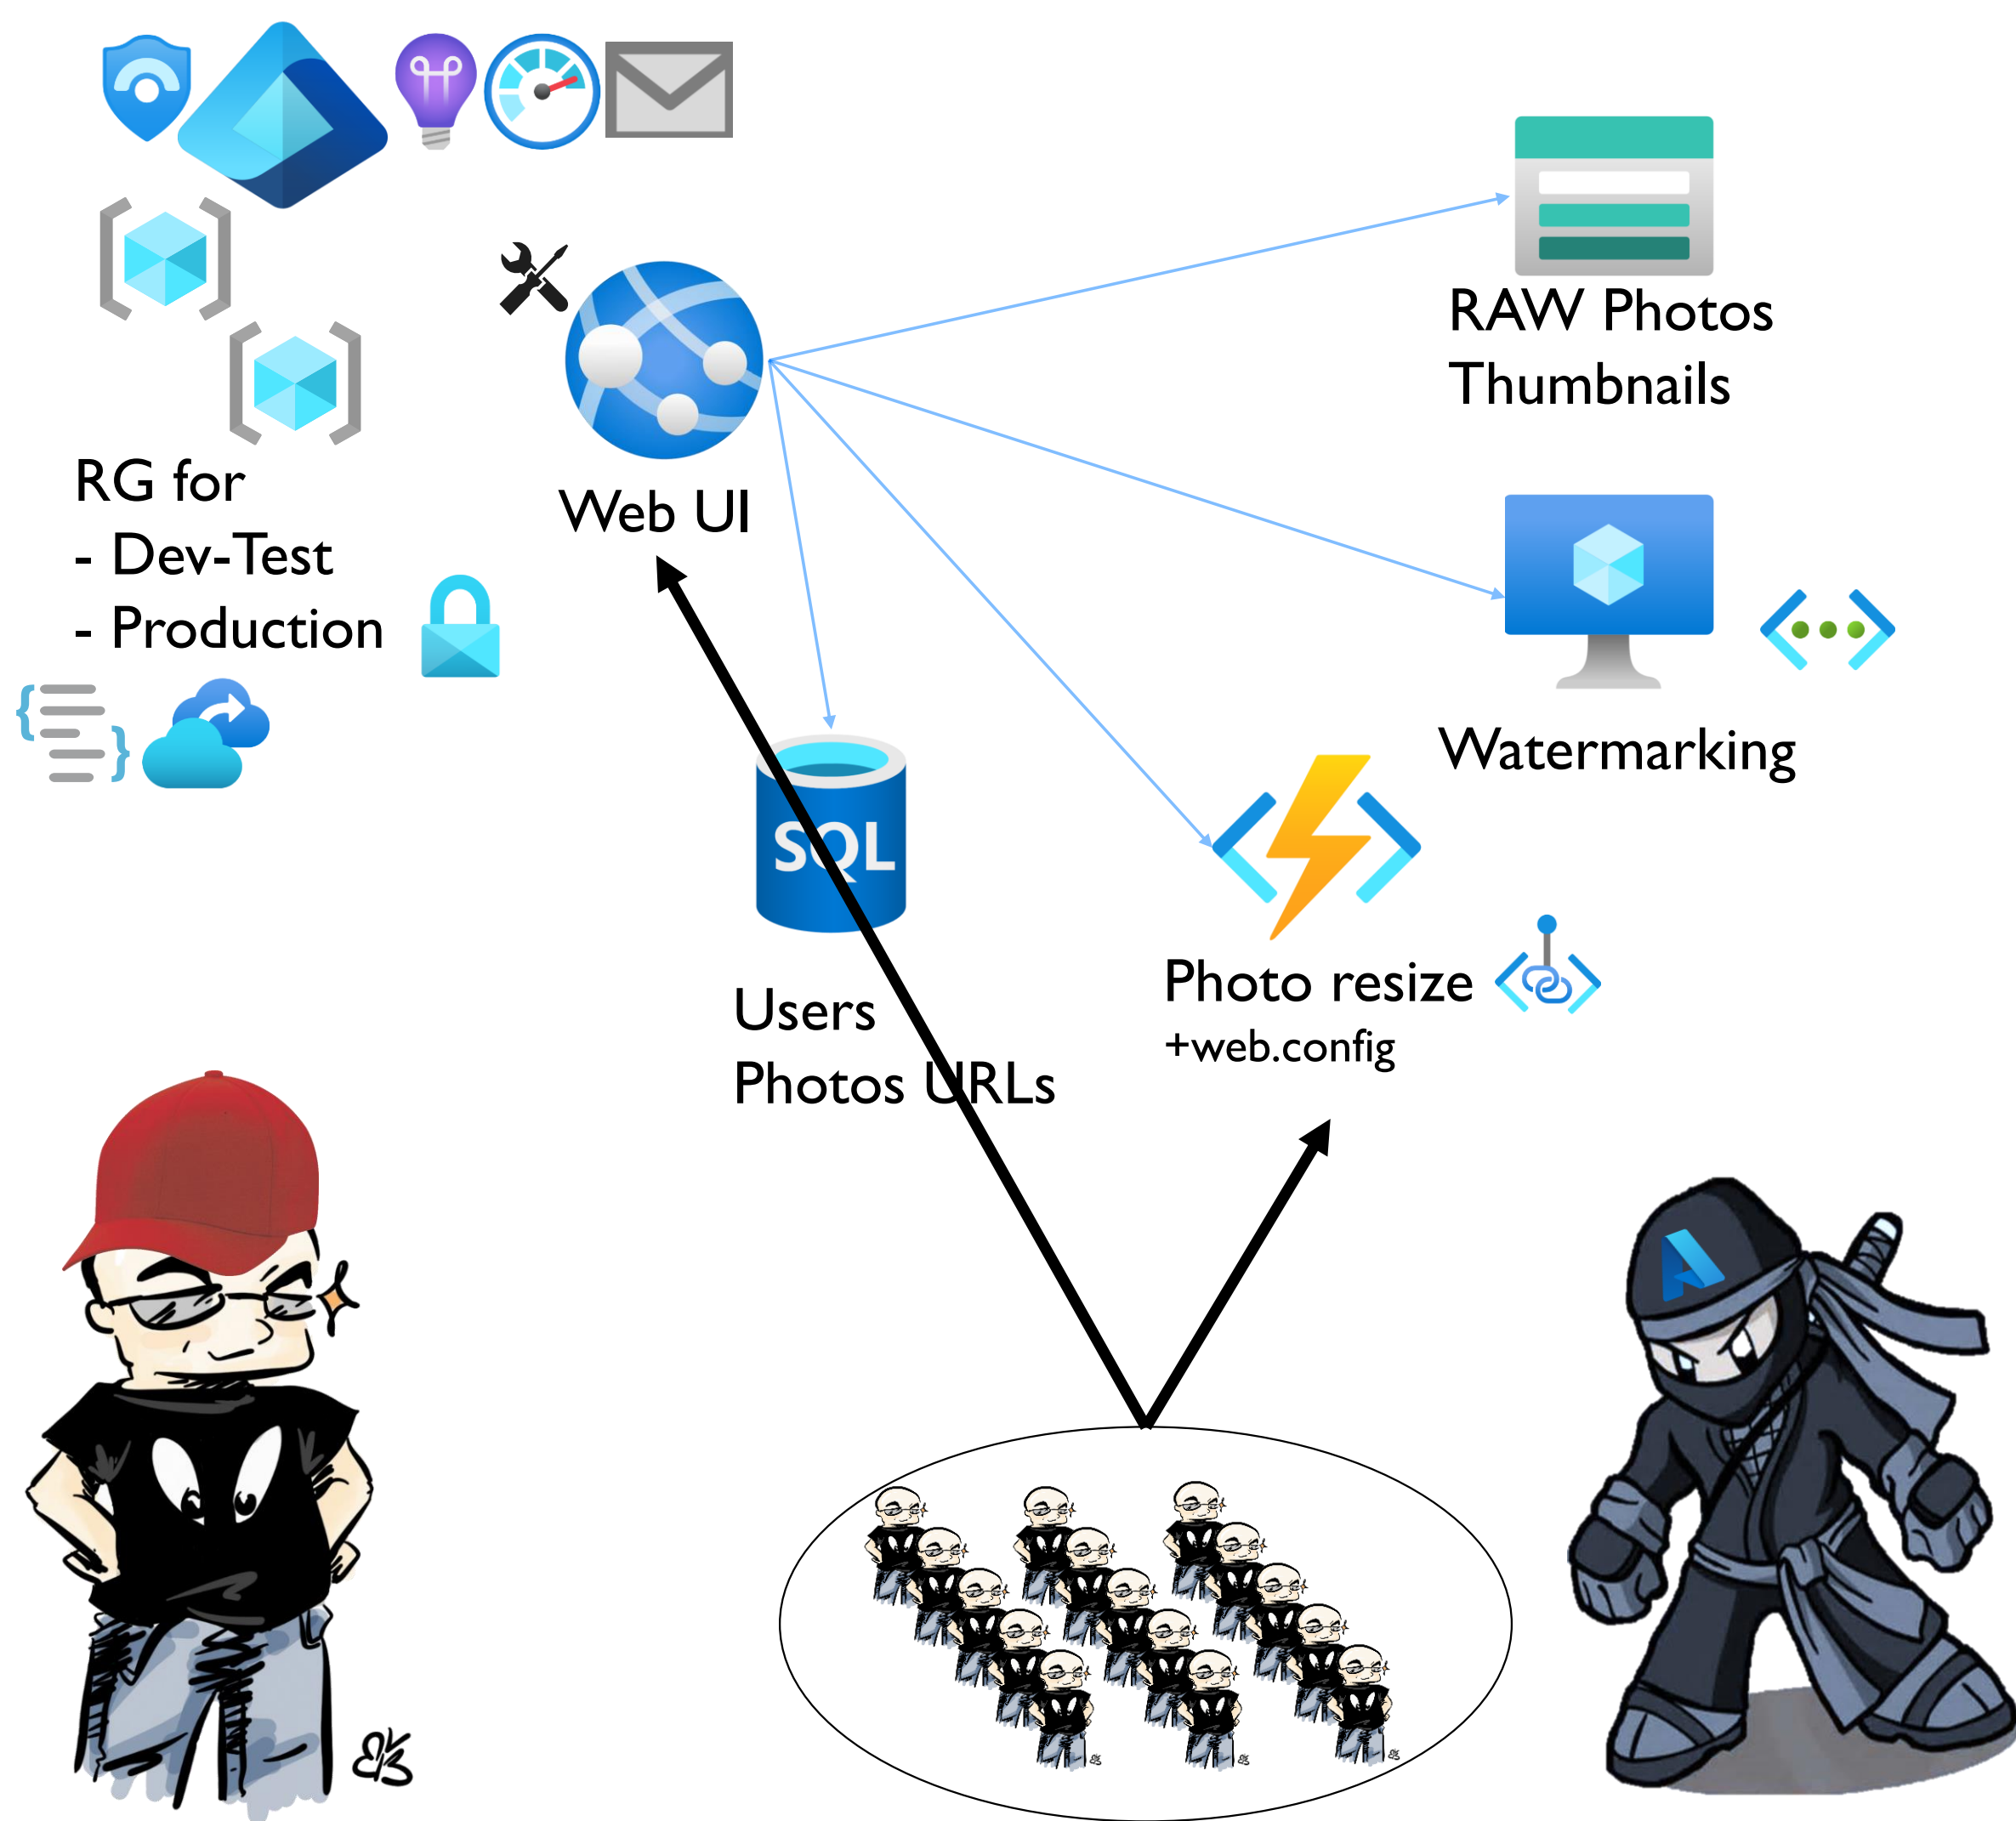 RAW Photos
Thumbnails
RG for
- Dev-Test
- Production
Web UI
Watermarking
SQL
Users
Photos URLs
Photo resize
+web.config